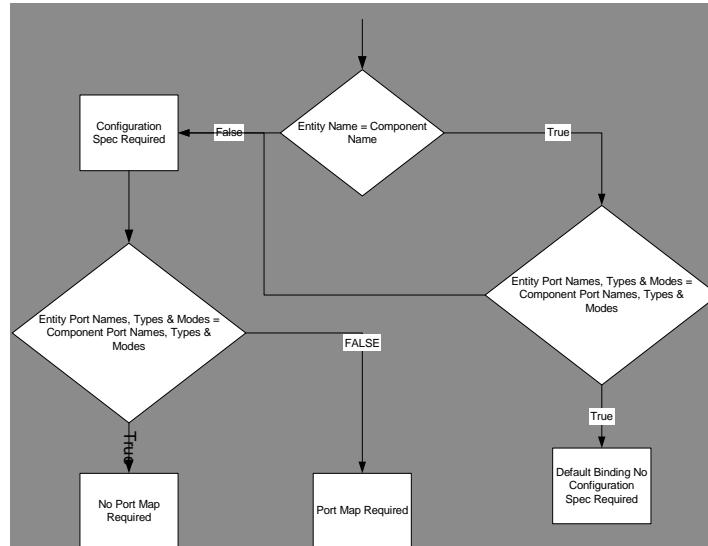 Entity Name = Component
Name
Configuration
Spec Required
False
True
Entity Port Names, Types & Modes =
Component Port Names, Types &
Modes
Entity Port Names, Types & Modes =
Component Port Names, Types &
Modes
FALSE
True
True
No Port Map
Required
Port Map Required
Default Binding No
Configuration
Spec Required